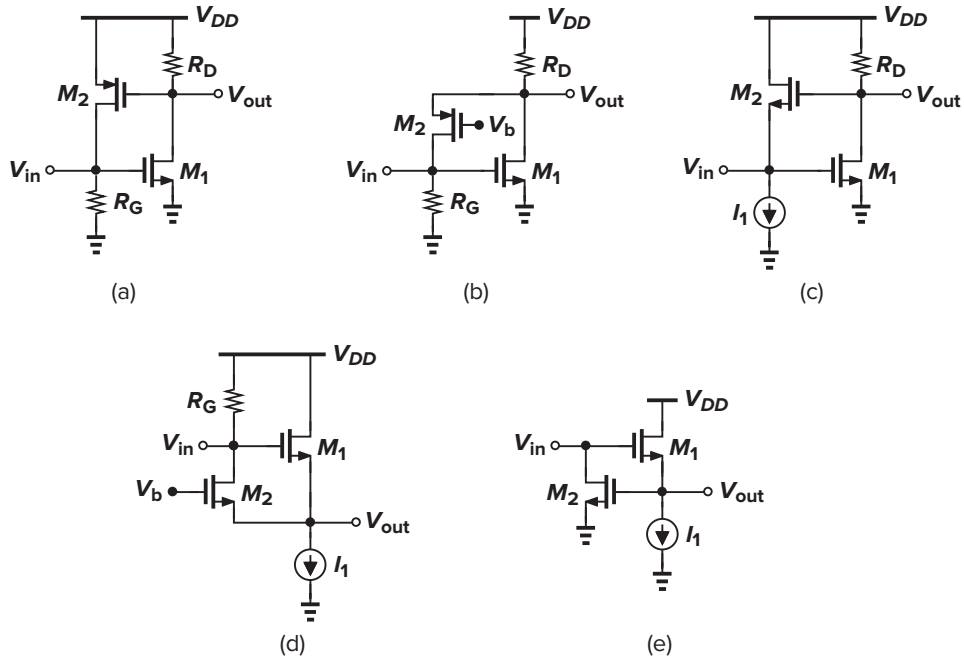 V_DD
R_D
M_2
V_out
V_in
M_1
R_G
(a)
V_DD
R_D
V_out
M_2
V_b
V_in
M_1
R_G
(b)
V_DD
R_D
M_2
V_out
V_in
M_1
I_1
(c)
V_DD
R_G
V_in
M_1
V_b
M_2
V_out
I_1
(d)
V_DD
V_in
M_1
M_2
V_out
I_1
(e)